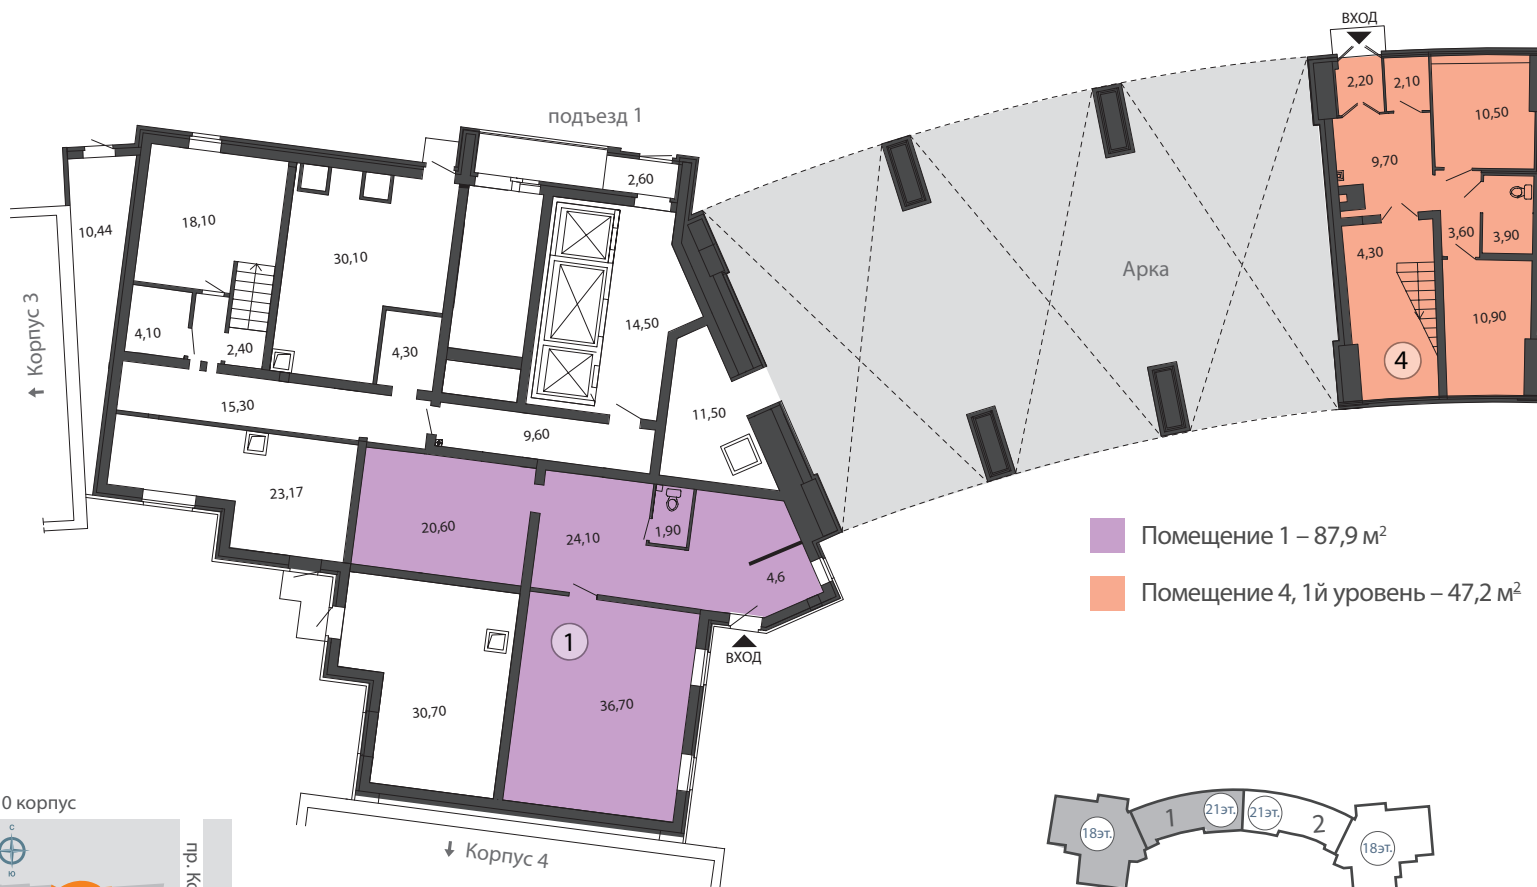 ВХОД
2,20
2,10
10,50
9,70
3,60
3,90
4,30
10,90
4
подъезд 1
2,60
18,10
10,44
30,10
Корпус 3
4,10
2,40
4,30
14,50
Арка
15,30
9,60
11,50
23,17
20,60
24,10
1,90
4,6
1
ВХОД
36,70
30,70
Помещение 1 – 87,9 м²
Помещение 4, 1й уровень – 47,2 м²
Корпус 4
0 корпус
с
ю
пр. Ко
1
21эт.
21эт.
2
18эт.
18эт.